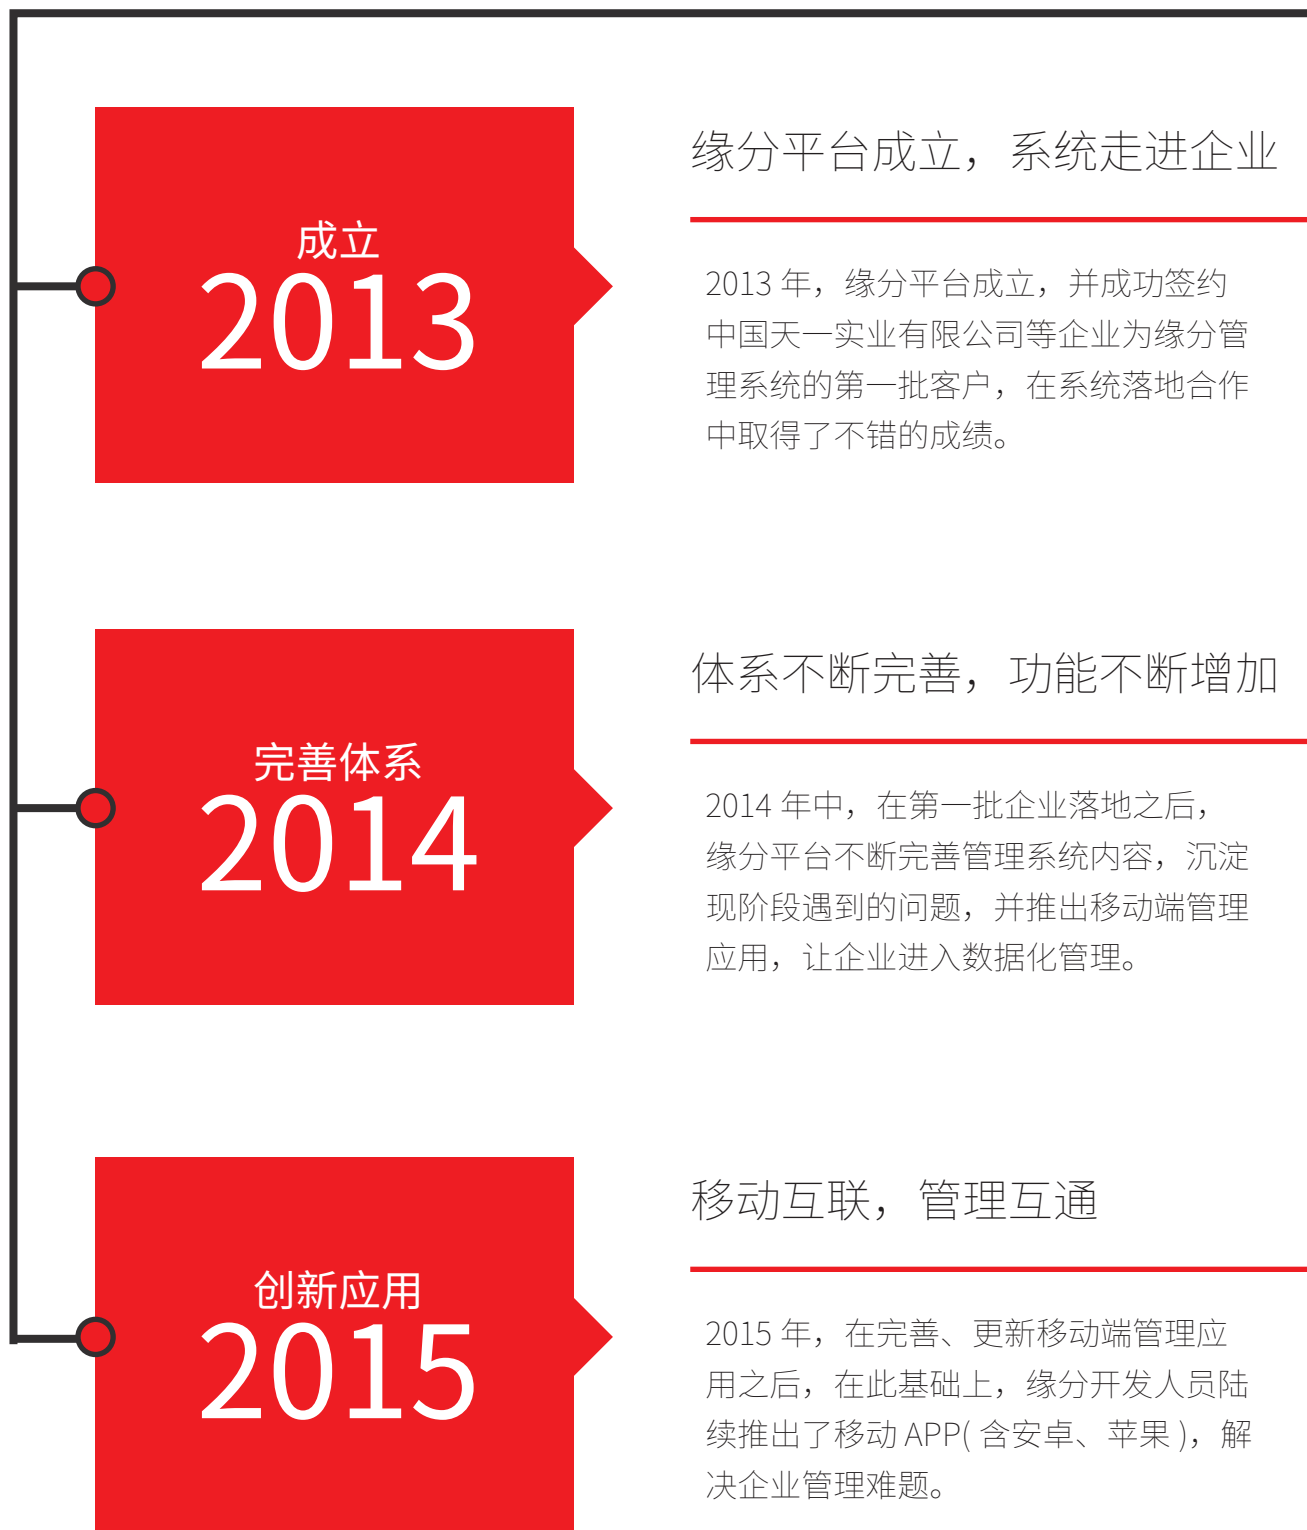 成立
2013
缘分平台成立，系统走进企业
2013 年，缘分平台成立，并成功签约
中国天一实业有限公司等企业为缘分管
理系统的第一批客户，在系统落地合作
中取得了不错的成绩。
完善体系
2014
体系不断完善，功能不断增加
2014 年中，在第一批企业落地之后，
缘分平台不断完善管理系统内容，沉淀
现阶段遇到的问题，并推出移动端管理
应用，让企业进入数据化管理。
创新应用
2015
移动互联，管理互通
2015 年，在完善、更新移动端管理应
用之后，在此基础上，缘分开发人员陆
续推出了移动 APP( 含安卓、苹果 )，解
决企业管理难题。